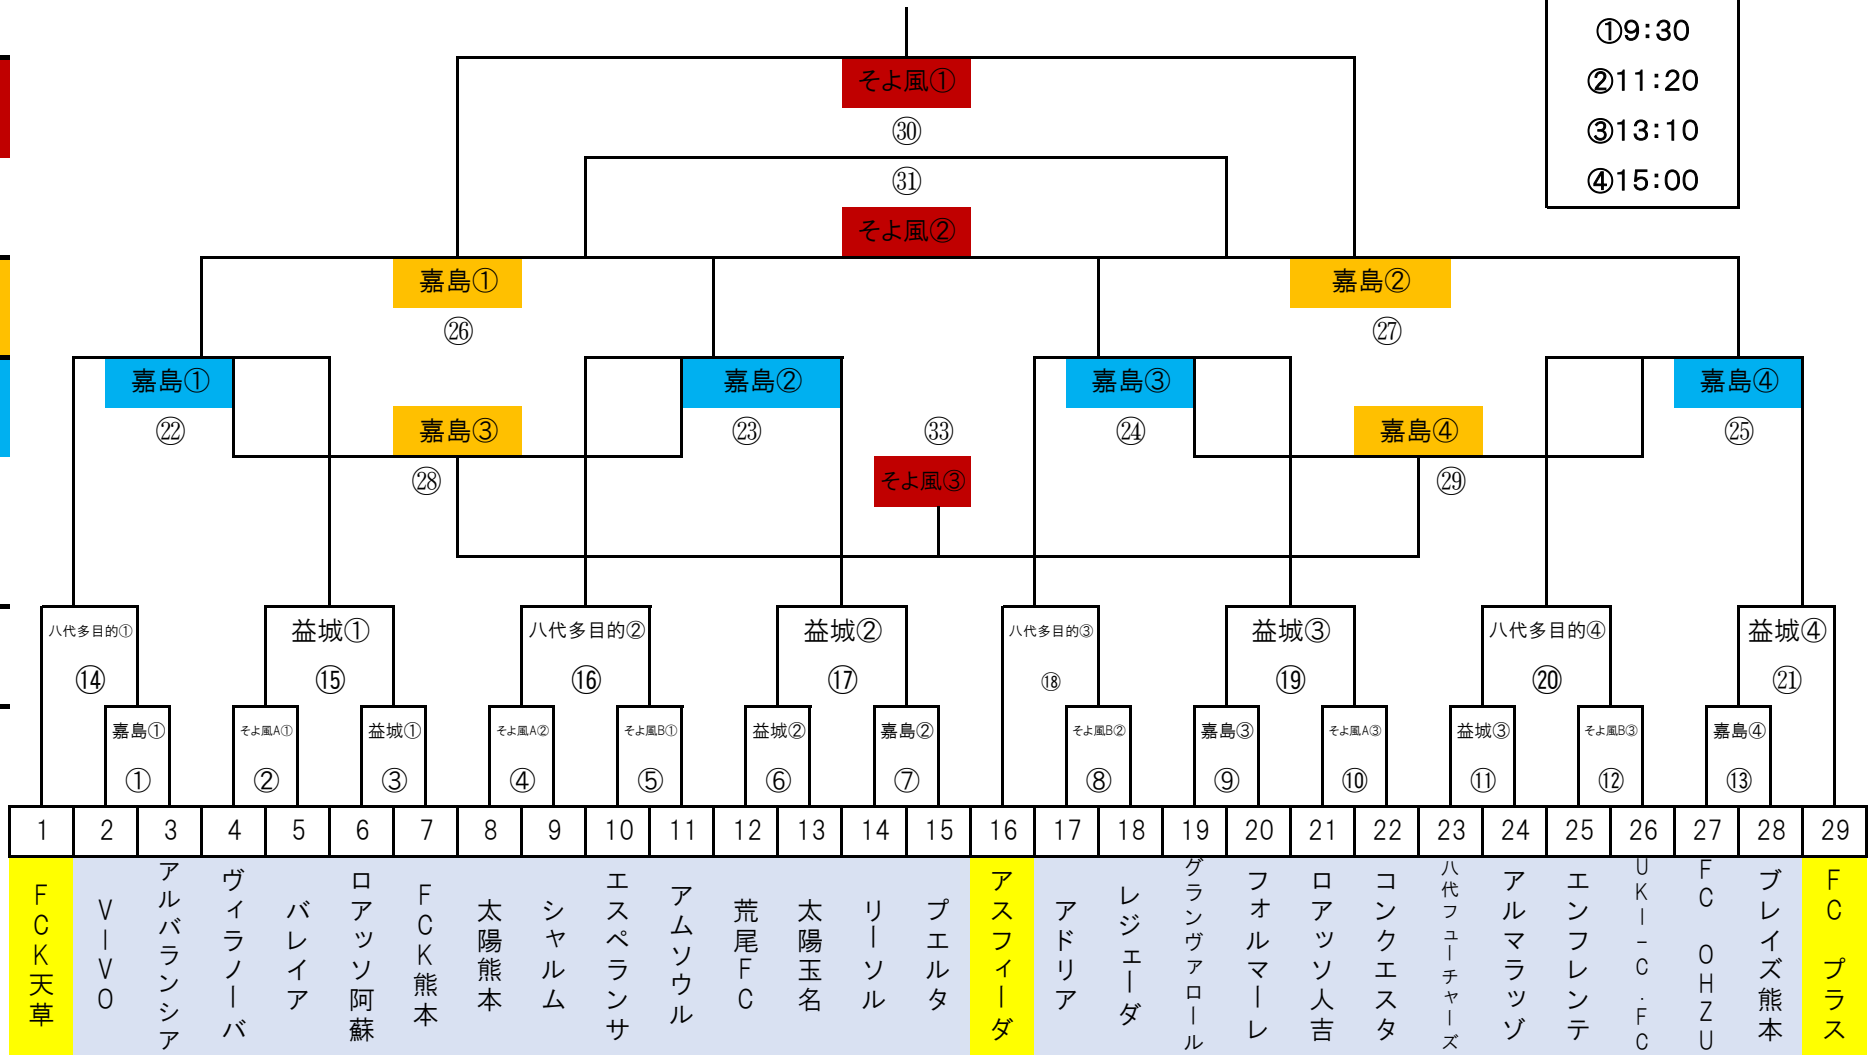 ①9:30
②11:20
③13:10
④15:00
そよ風①
㉚
㉛
そよ風②
嘉島①
嘉島②
㉖
㉗
嘉島①
嘉島②
嘉島③
嘉島④
㉒
嘉島③
㉓
㉝
㉔
嘉島④
㉕
㉘
そよ風③
㉙
八代多目的①
益城①
八代多目的②
益城②
八代多目的③
益城③
八代多目的④
益城④
⑭
⑮
⑯
⑰
⑱
⑲
⑳
㉑
嘉島①
そよ風A①
益城①
そよ風A②
そよ風B①
益城②
嘉島②
そよ風B②
嘉島③
そよ風A③
益城③
そよ風B③
嘉島④
①
②
③
④
⑤
⑥
⑦
⑧
⑨
⑩
⑪
⑫
⑬
1 2 3 4 5 6 7 8 9 10 11 12 13 14 15 16 17 18 19 20 21 22 23 24 25 26 27 28 29
FCK天草
VIVO
アルバランシア
ヴィラノーバ
バレイア
ロアッソ阿蘇
FCK熊本
太陽熊本
シャルム
エスペランサ
アムソウル
荒尾FC
太陽玉名
リーソル
プエルタ
アスフィーダ
アドリア
レジェーダ
グランヴァロール
フォルマーレ
ロアッソ人吉
コンクエスタ
八代フューチャーズ
アルマラッゾ
エンフレンテ
UKI-C.FC
FC OHZU
ブレイズ熊本
FC プラス